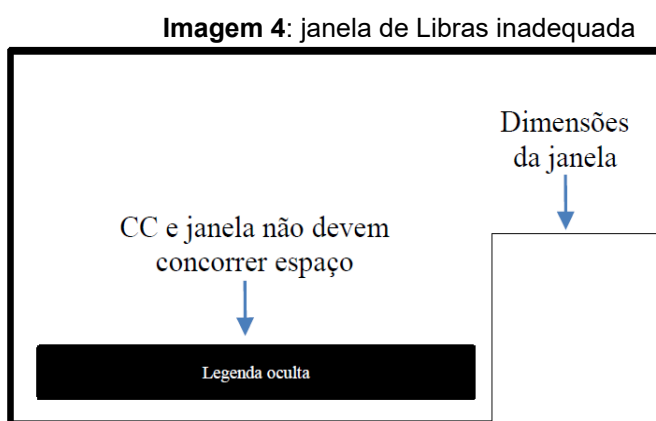 Imagem 4: janela de Libras inadequada
Dimensões
da janela
CC e janela não devem
concorrer espaço
Legenda oculta